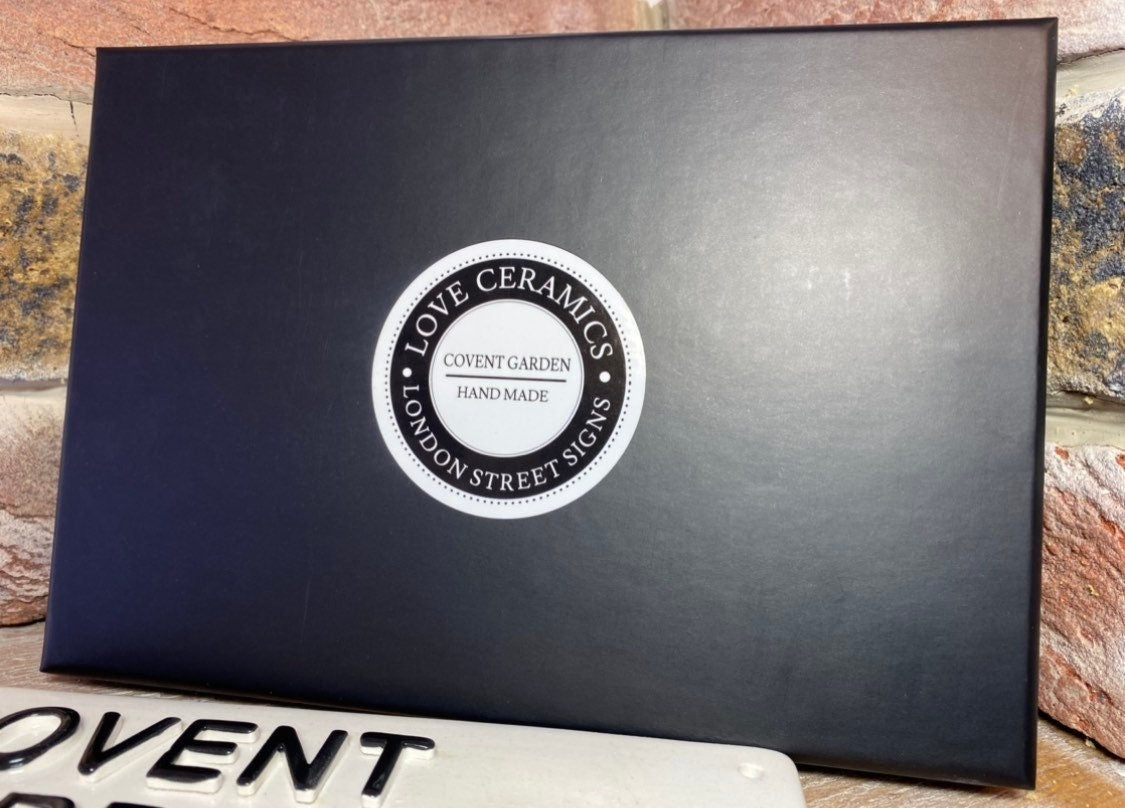 LOVE CERAMICS
COVENT GARDEN
HAND MADE
LONDON STREET SIGNS
OVENT